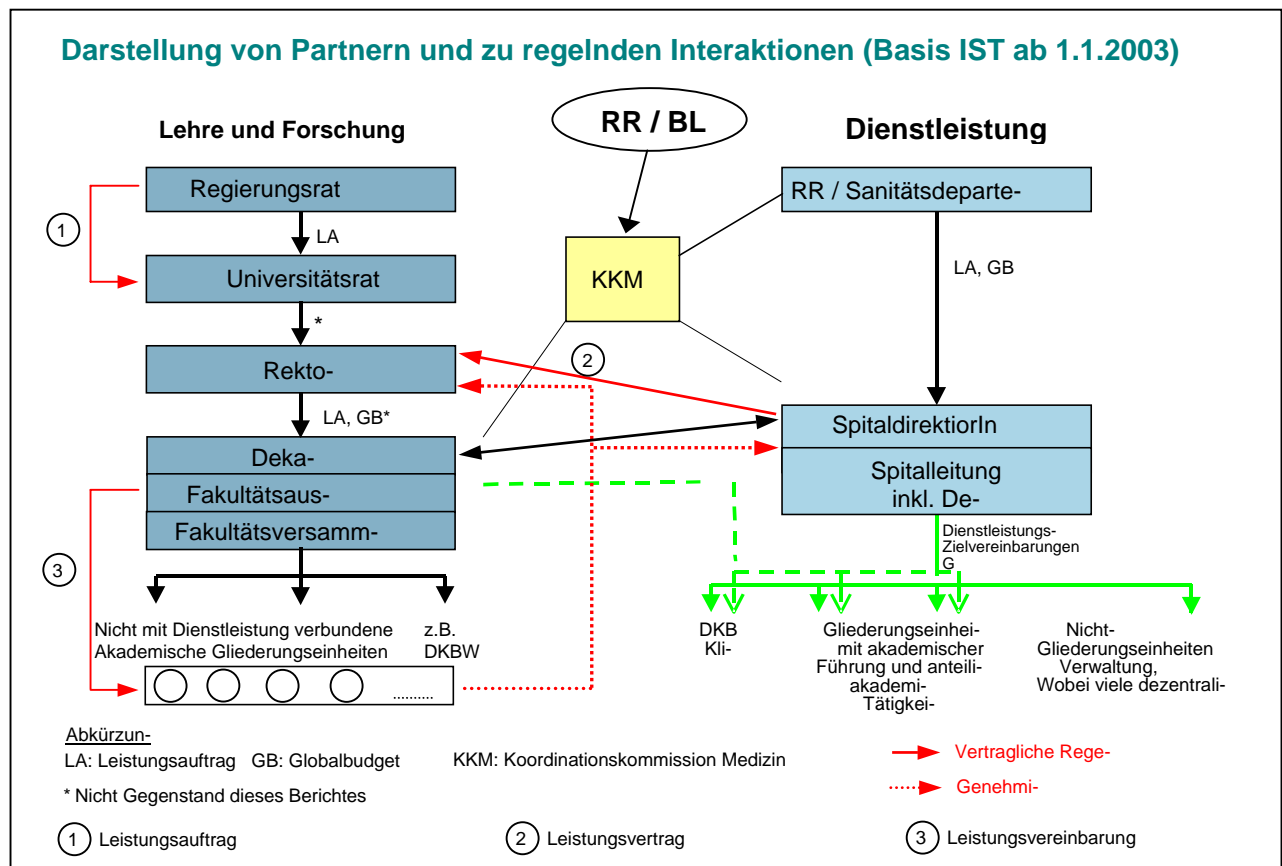 Darstellung von Partnern und zu regelnden Interaktionen (Basis IST ab 1.1.2003)
Lehre und Forschung
RR / BL
Dienstleistung
Regierungsrat
RR / Sanitätsdeparte-
1
LA
Universitätsrat
KKM
LA, GB
*
Rekto-
2
LA, GB*
SpitaldirektiorIn
Deka-
Spitalleitung
inkl. De-
Fakultätsaus-
Fakultätsversamm-
Dienstleistungs-
Zielvereinbarungen
G
3
Nicht mit Dienstleistung verbundene
Akademische Gliederungseinheiten
z.B.
DKBW
..........
DKB
Kli-
Gliederungseinhei-
mit akademischer
Führung und anteili-
akademi-
Tätigkei-
Nicht-
Gliederungseinheiten
Verwaltung,
Wobei viele dezentrali-
Abkürzun-
LA: Leistungsauftrag GB: Globalbudget
KKM: Koordinationskommission Medizin
Vertragliche Rege-
Genehmi-
* Nicht Gegenstand dieses Berichtes
1 Leistungsauftrag
2 Leistungsvertrag
3 Leistungsvereinbarung